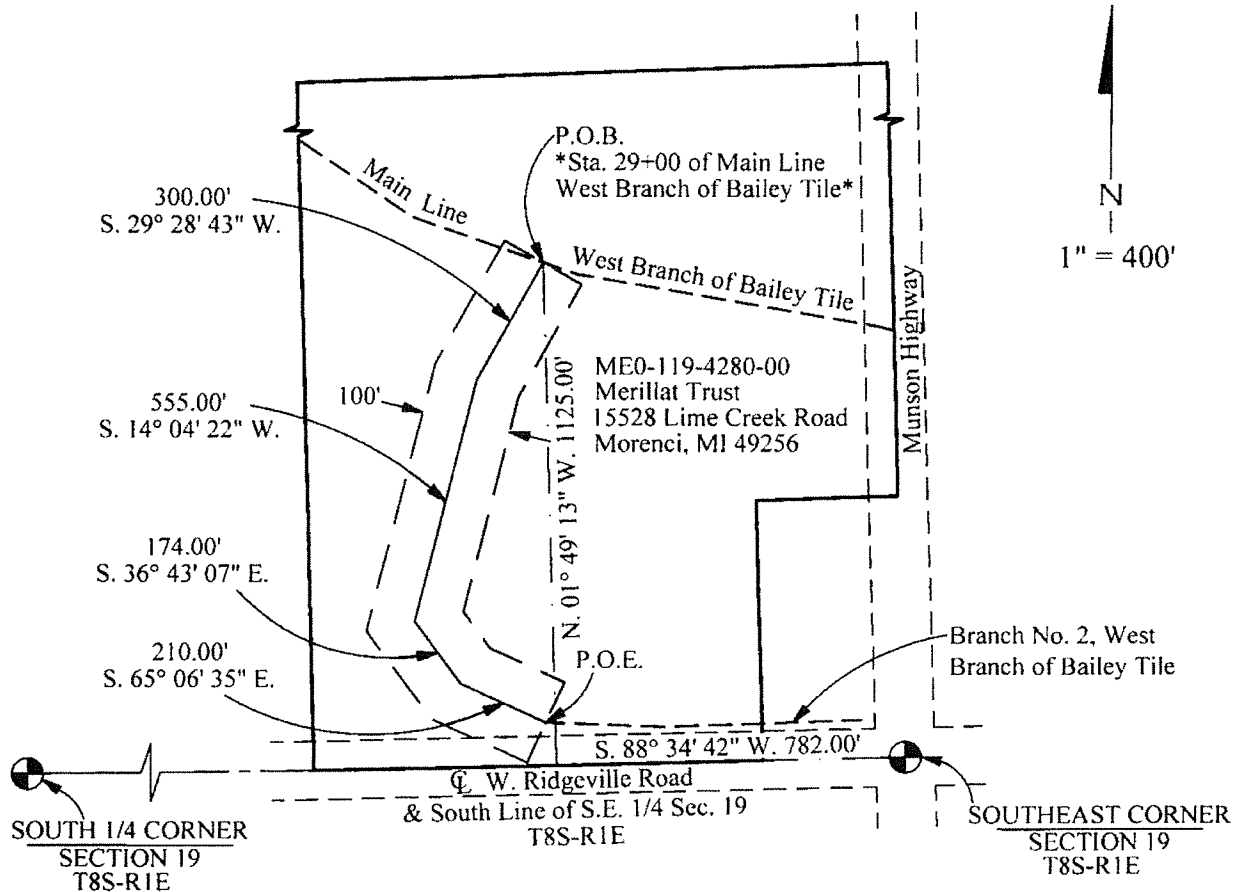 P.O.B.
*Sta. 29+00 of Main Line
West Branch of Bailey Tile*
Main Line
300.00'
S. 29° 28' 43" W.
N
1" = 400'
West Branch of Bailey Tile
Munson Highway
ME0-119-4280-00
Merillat Trust
15528 Lime Creek Road
Morenci, MI 49256
100'
555.00'
S. 14° 04' 22" W.
N. 01° 49' 13" W. 1125.00'
174.00'
S. 36° 43' 07" E.
210.00'
S. 65° 06' 35" E.
P.O.E.
Branch No. 2, West
Branch of Bailey Tile
S. 88° 34' 42" W. 782.00'
℄ W. Ridgeville Road
& South Line of S.E. 1/4 Sec. 19
T8S-R1E
SOUTH 1/4 CORNER
SECTION 19
T8S-R1E
SOUTHEAST CORNER
SECTION 19
T8S-R1E